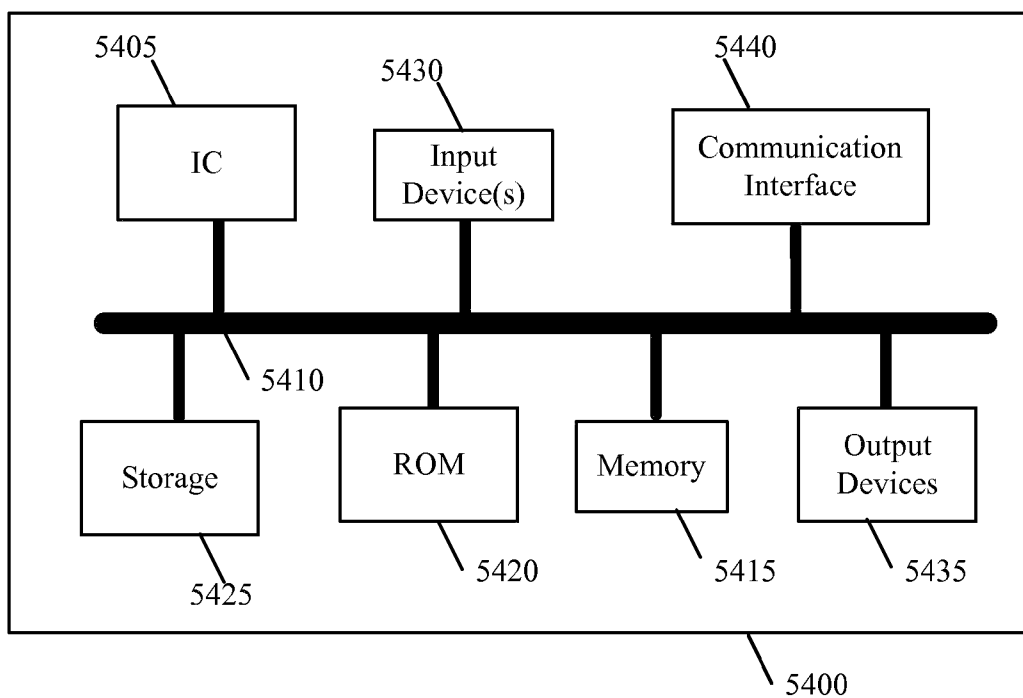 5405
5430
5440
IC
Input
Device(s)
Communication
Interface
5410
Storage
ROM
Memory
Output
Devices
5425
5420
5415
5435
5400